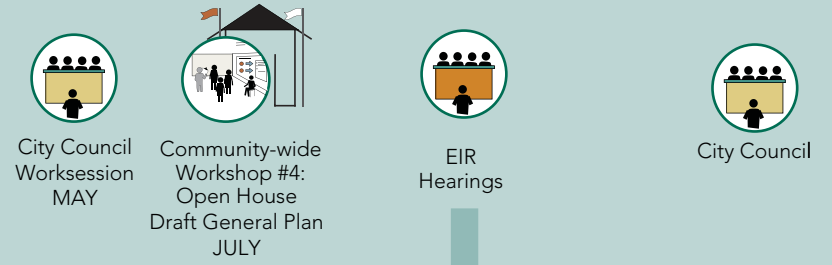 City Council
Worksession
MAY
Community-wide
Workshop #4:
Open House
Draft General Plan
JULY
EIR
Hearings
City Council